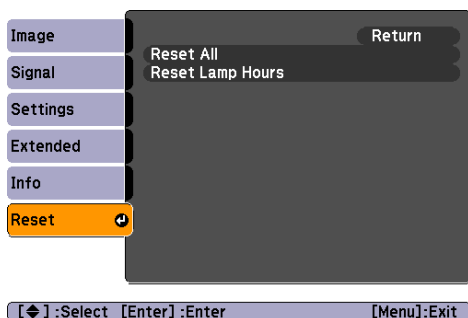 Image
Signal
Settings
Extended
Info
Reset
Return
Reset All
Reset Lamp Hours
[◆] :Select [Enter] :Enter [Menu]:Exit